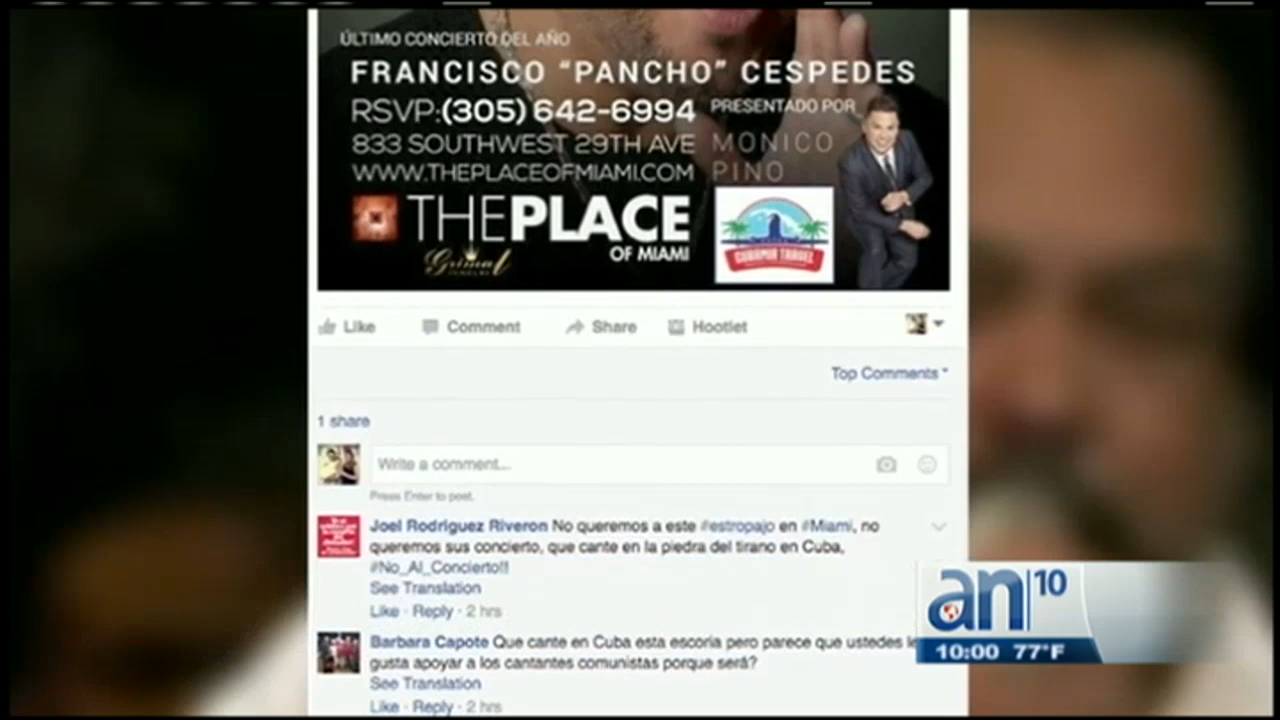 ÚLTIMO CONCIERTO DEL AÑO
FRANCISCO “PANCHO” CESPEDES
RSVP:(305) 642-6994 PRESENTADO POR
833 SOUTHWEST 29TH AVE MONICO
WWW.THEPLACEOFMIAMI.COM PINO
THEPLACE
OF MIAMI
Grimal
CUBAMIA TRAVEL
Like Comment Share Hootlet
Top Comments
1 share
Write a comment...
Press Enter to post.
Joel Rodriguez Riveron No queremos a este #estropajo en #Miami, no
queremos sus concierto, que cante en la piedra del tirano en Cuba,
#No_Al_Concierto!!
See Translation
Like · Reply · 2 hrs
Barbara Capote Que cante en Cuba esta escoria pero parece que ustedes
gusta apoyar a los cantantes comunistas porque será?
See Translation
Like · Reply · 2 hrs
an 10
10:00 77°F